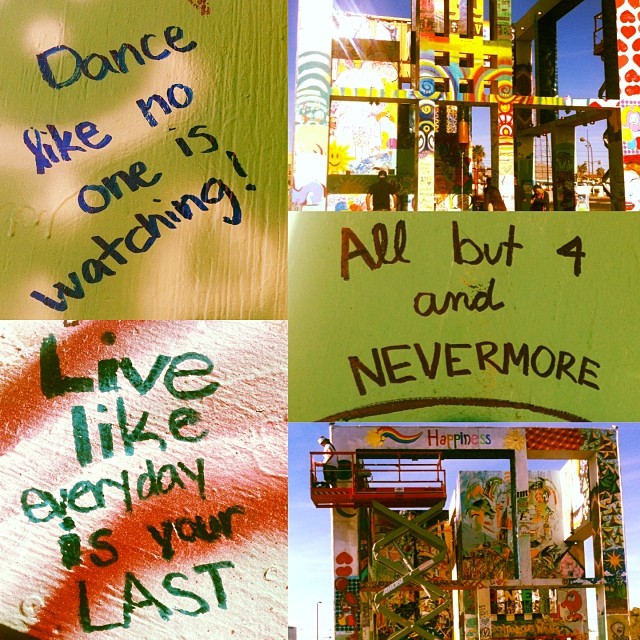 Dance
like no
one is
watching!
All but 4
and
NEVERMORE
Live
like
everyday
is your
LAST
Happiness